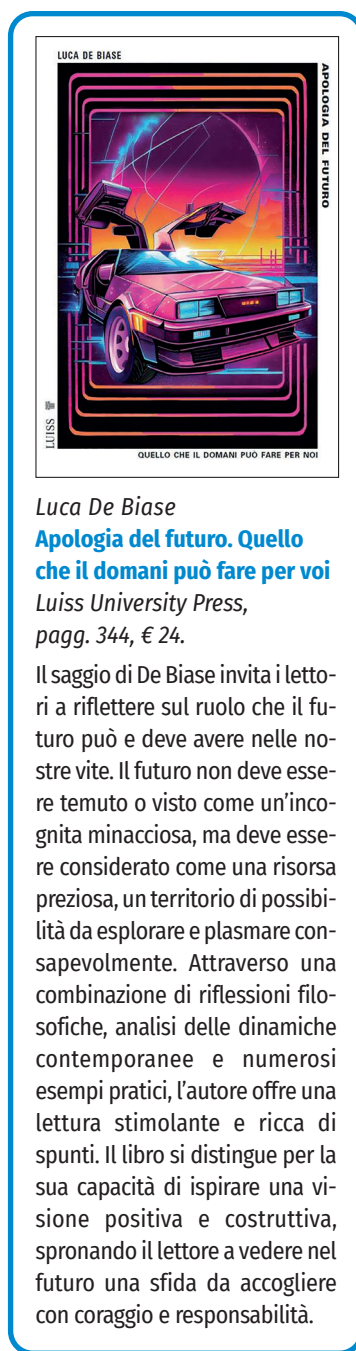 LUCA DE BIASE
APOLOGIA DEL FUTURO
LUISS
QUELLO CHE IL DOMANI PUÒ FARE PER NOI
Luca De Biase
Apologia del futuro. Quello
che il domani può fare per voi
Luiss University Press,
pagg. 344, € 24.
Il saggio di De Biase invita i letto-
ri a riflettere sul ruolo che il fu-
turo può e deve avere nelle no-
stre vite. Il futuro non deve esse-
re temuto o visto come un’inco-
gnita minacciosa, ma deve esse-
re considerato come una risorsa
preziosa, un territorio di possibi-
lità da esplorare e plasmare con-
sapevolmente. Attraverso una
combinazione di riflessioni filo-
sofiche, analisi delle dinamiche
contemporanee e numerosi
esempi pratici, l’autore offre una
lettura stimolante e ricca di
spunti. Il libro si distingue per la
sua capacità di ispirare una vi-
sione positiva e costruttiva,
spronando il lettore a vedere nel
futuro una sfida da accogliere
con coraggio e responsabilità.